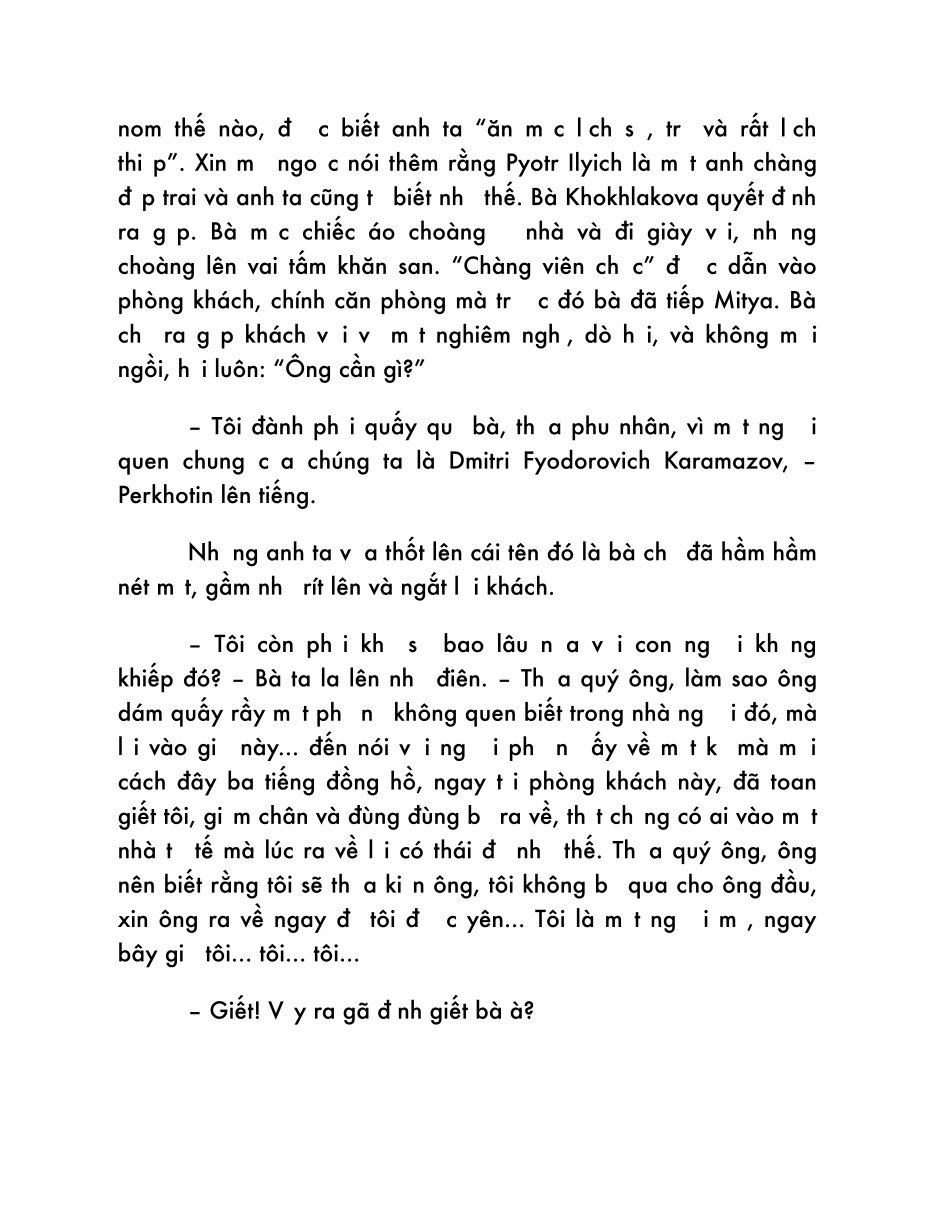 nom thế nào, đ c biết anh ta “ăn m c l ch s , tr và rất l ch
thi p”. Xin m ngo c nói thêm rằng Pyotr Ilyich là m t anh chàng
đ p trai và anh ta cũng t biết nh thế. Bà Khokhlakova quyết đ nh
ra g p. Bà m c chiếc áo choàng nhà và đi giày v i, nh ng
choàng lên vai tấm khăn san. “Chàng viên ch c” đ c dẫn vào
phòng khách, chính căn phòng mà tr c đó bà đã tiếp Mitya. Bà
ch ra g p khách v i v m t nghiêm ngh , dò h i, và không m i
ngồi, h i luôn: “Ông cần gì?”
– Tôi đành ph i quấy qu bà, th a phu nhân, vì m t ng i
quen chung c a chúng ta là Dmitri Fyodorovich Karamazov, –
Perkhotin lên tiếng.
Nh ng anh ta v a thốt lên cái tên đó là bà ch đã hầm hầm
nét m t, gầm nh rít lên và ngắt l i khách.
– Tôi còn ph i kh s bao lâu n a v i con ng i kh ng
khiếp đó? – Bà ta la lên nh điên. – Th a quý ông, làm sao ông
dám quấy rầy m t ph n không quen biết trong nhà ng i đó, mà
l i vào gi này... đến nói v i ng i ph n ấy về m t k mà m i
cách đây ba tiếng đồng hồ, ngay t i phòng khách này, đã toan
giết tôi, gi m chân và đùng đùng b ra về, th t ch ng có ai vào m t
nhà t tế mà lúc ra về l i có thái đ nh thế. Th a quý ông, ông
nên biết rằng tôi sẽ th a ki n ông, tôi không b qua cho ông đầu,
xin ông ra về ngay đ tôi đ c yên... Tôi là m t ng i m , ngay
bây gi tôi... tôi... tôi...
– Giết! V y ra gã đ nh giết bà à?